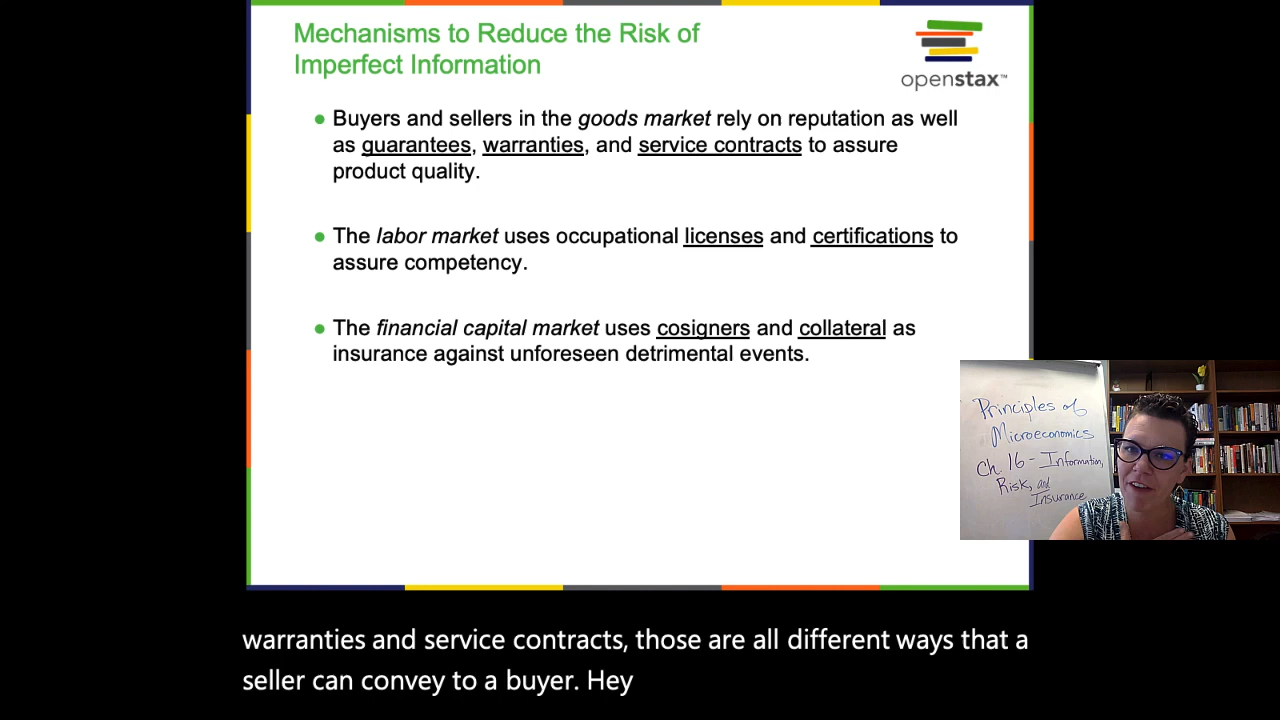 Mechanisms to Reduce the Risk of
Imperfect Information
openstax™
● Buyers and sellers in the goods market rely on reputation as well
as guarantees, warranties, and service contracts to assure
product quality.
● The labor market uses occupational licenses and certifications to
assure competency.
● The financial capital market uses cosigners and collateral as
insurance against unforeseen detrimental events.
Principles of
Microeconomics
Ch. 16 - Information,
Risk, and
Insurance
warranties and service contracts, those are all different ways that a
seller can convey to a buyer. Hey